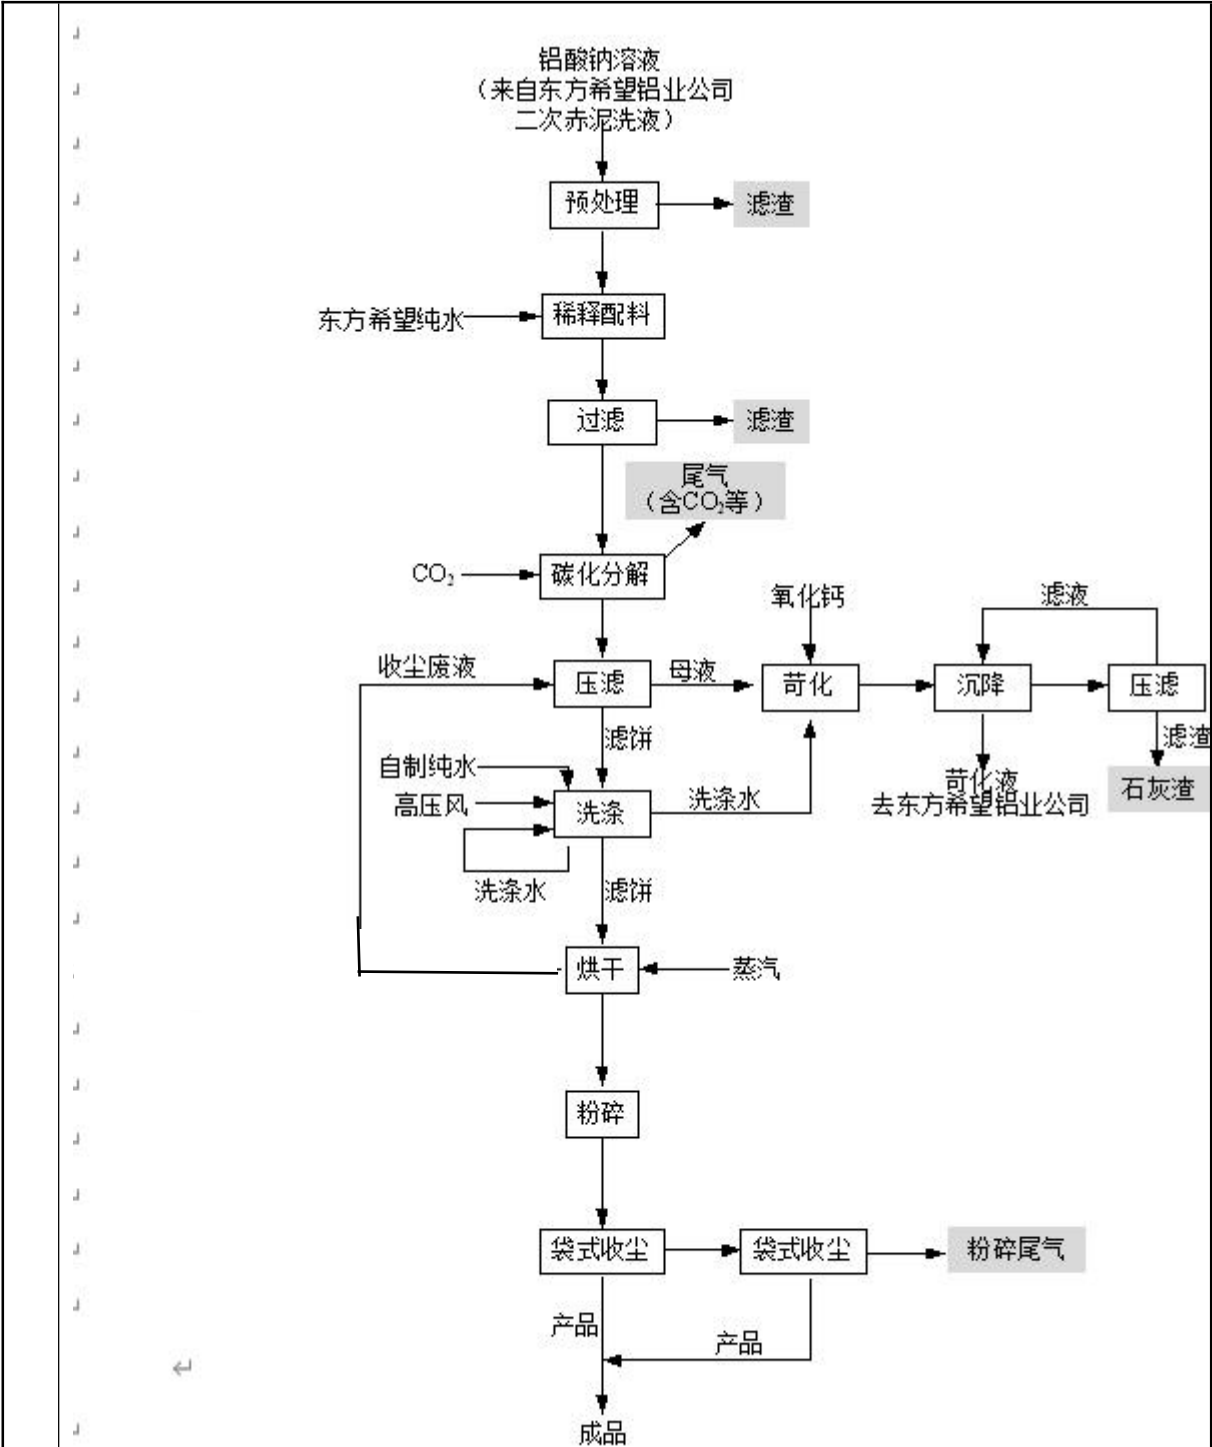 铝酸钠溶液
（来自东方希望铝业公司
二次赤泥洗液）
预处理
滤渣
东方希望纯水
稀释配料
过滤
滤渣
尾气
（含CO₂等）
CO₂
碳化分解
氧化钙
滤液
收尘废液
压滤
母液
苛化
沉降
压滤
滤饼
滤渣
自制纯水
高压风
洗涤
洗涤水
苛化液
去东方希望铝业公司
石灰渣
洗涤水
滤饼
烘干
蒸汽
粉碎
袋式收尘
袋式收尘
粉碎尾气
产品
产品
成品